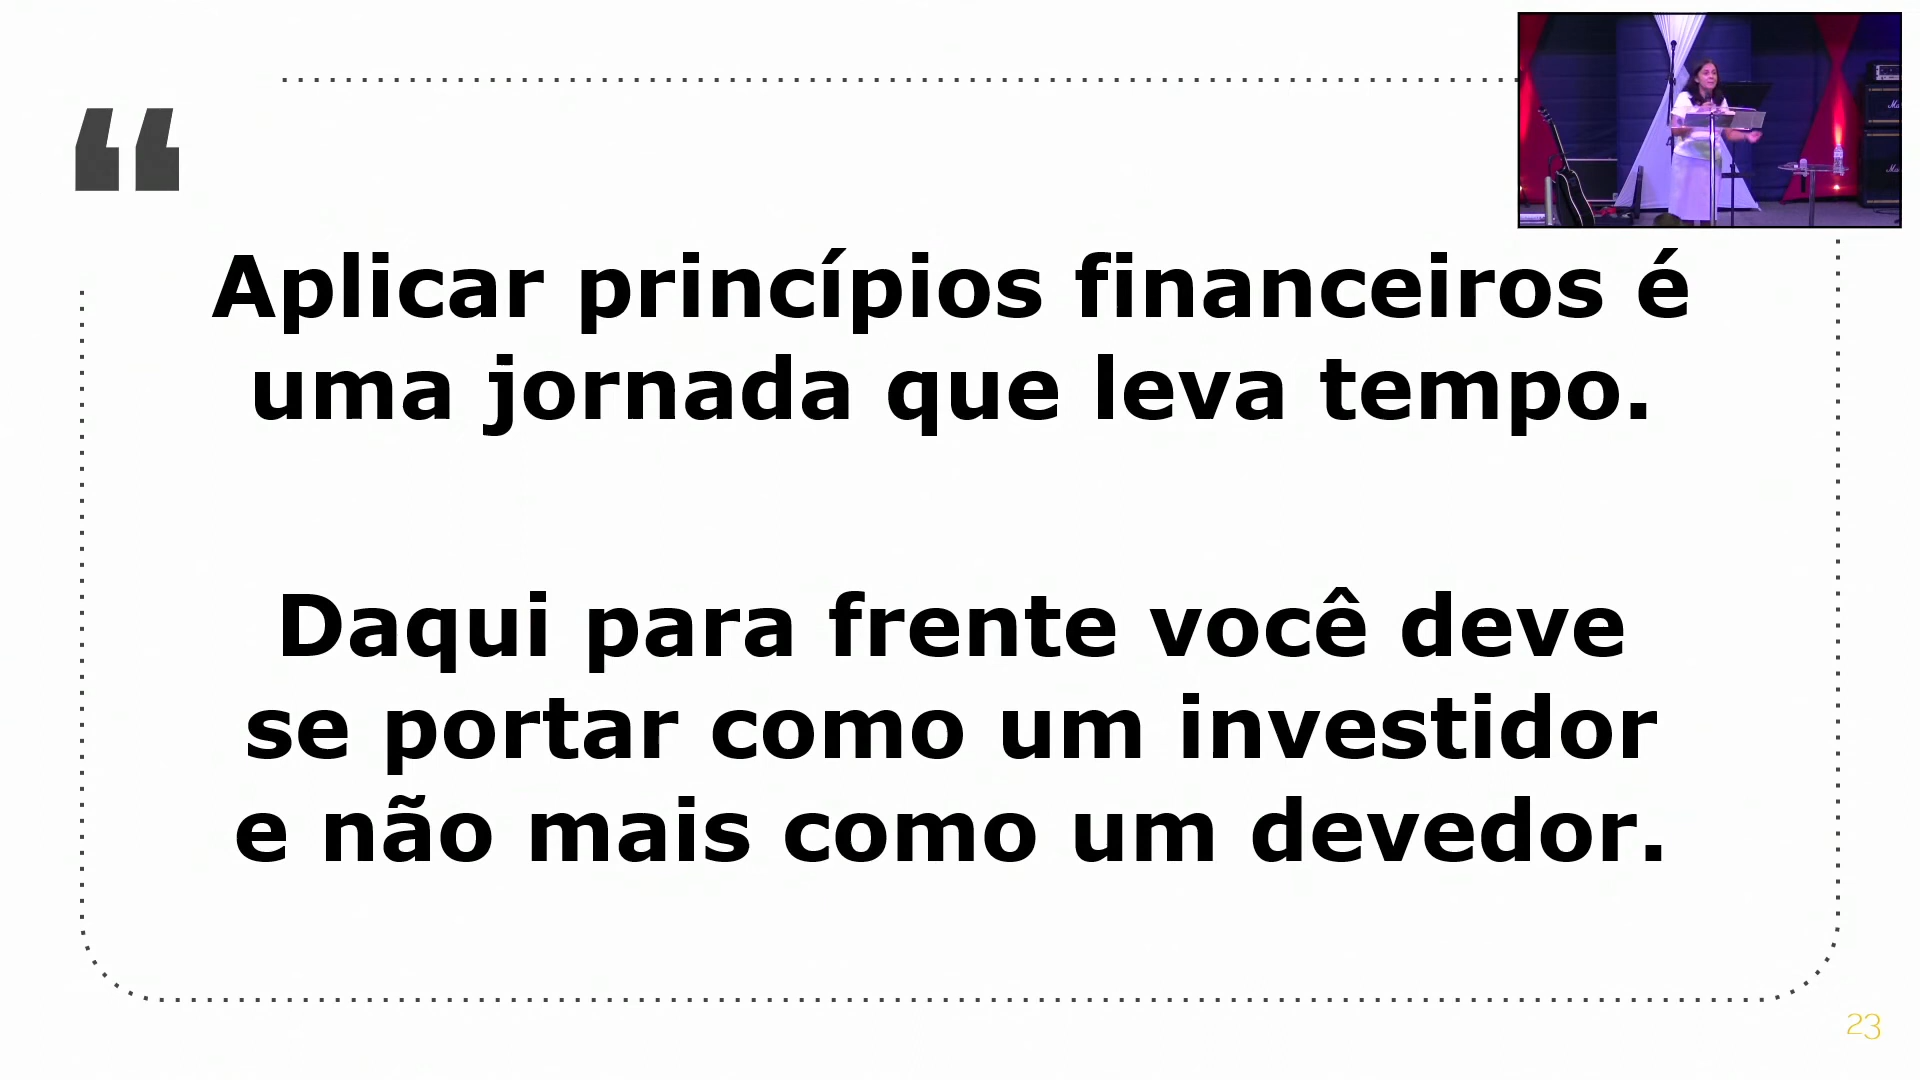 “
Aplicar princípios financeiros é
uma jornada que leva tempo.
Daqui para frente você deve
se portar como um investidor
e não mais como um devedor.
23